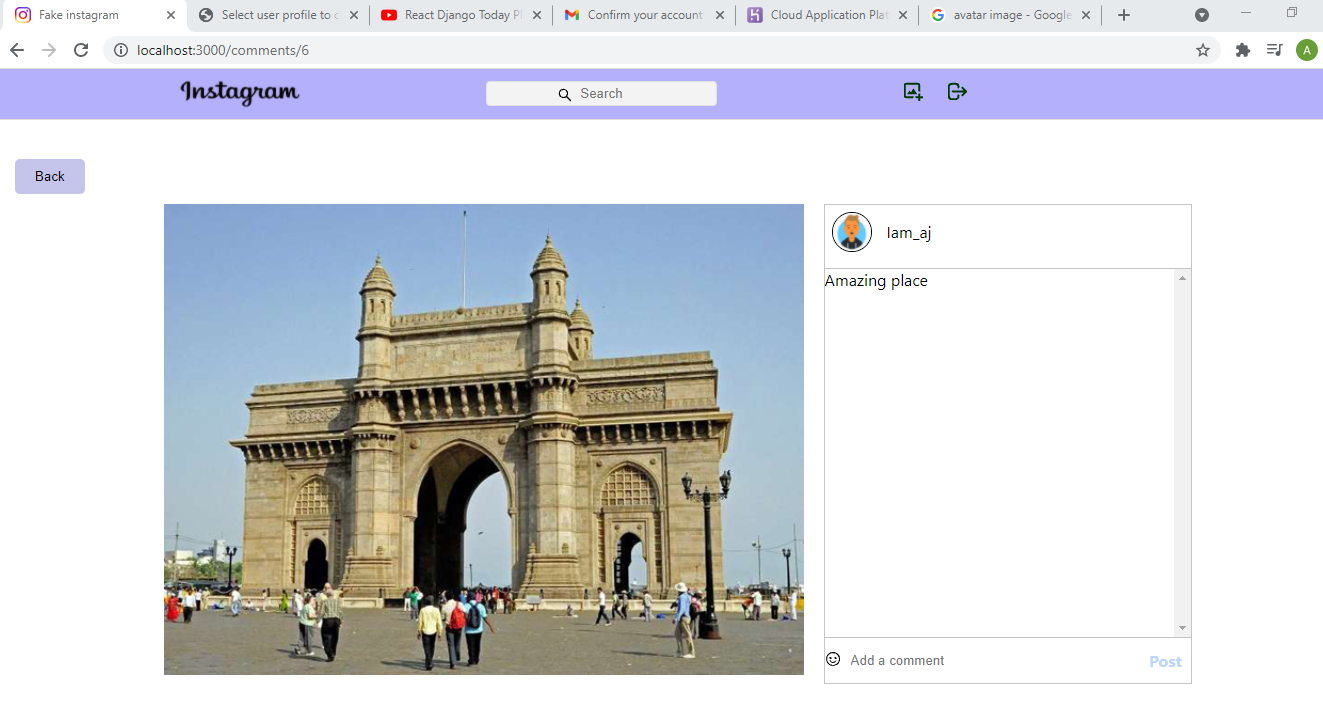 Fake instagram
Select user profile to c
React Django Today Pl
Confirm your account
Cloud Application Plat
avatar image - Google
localhost:3000/comments/6
A
Instagram
Search
Back
Iam_aj
Amazing place
Add a comment
Post